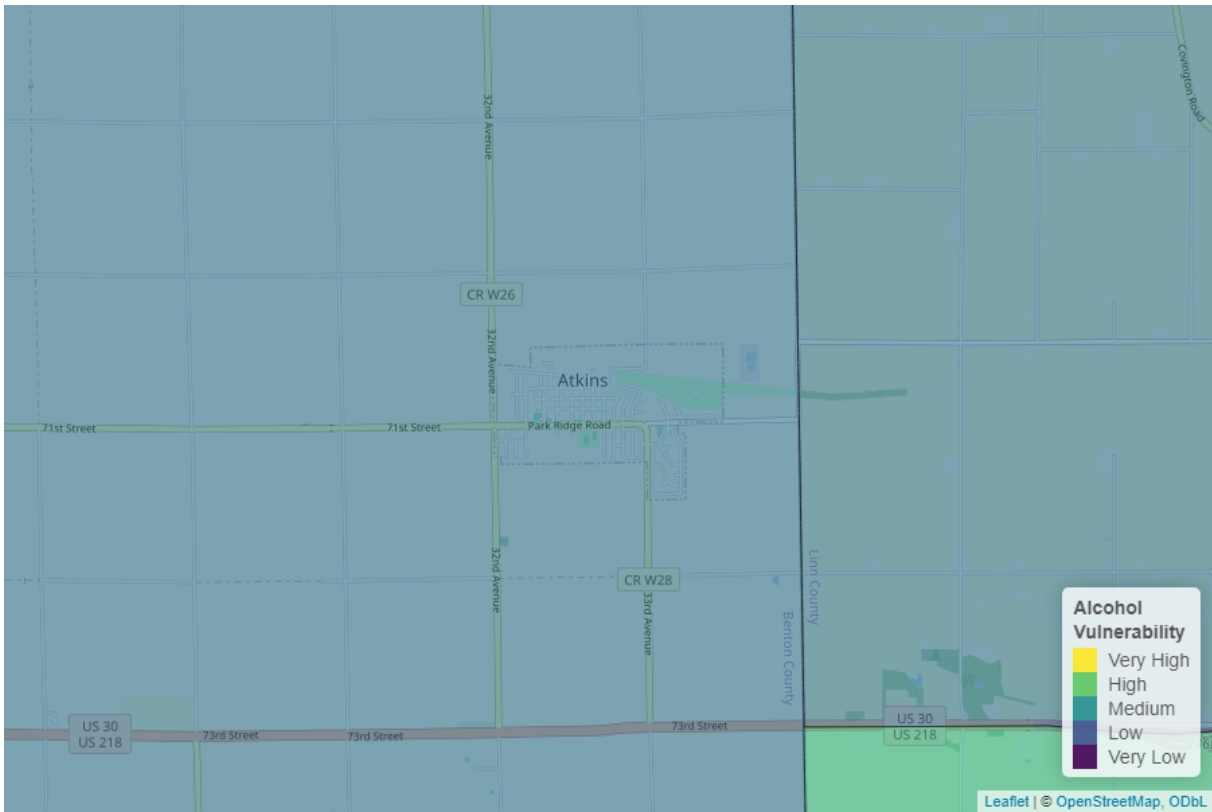 Covington Road
32nd Avenue
CR W26
32nd Avenue
Atkins
71st Street
71st Street
Park Ridge Road
32nd Avenue
CR W28
33rd Avenue
Linn County
Benton County
US 30
US 218
73rd Street
73rd Street
73rd Street
US 30
US 218
Alcohol
Vulnerability
Very High
High
Medium
Low
Very Low
Leaflet | © OpenStreetMap, ODbL